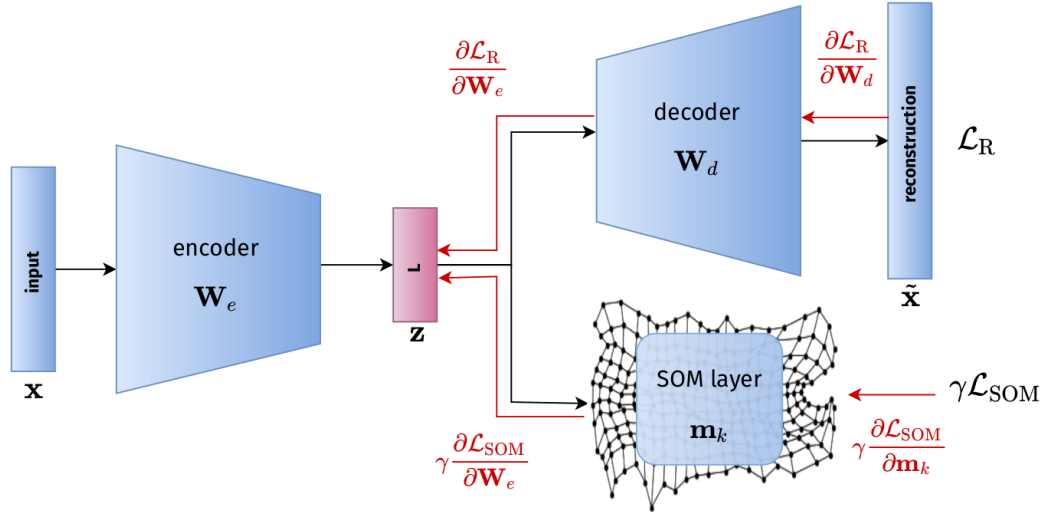 input
x
encoder
W_e
L
z
∂ℒ_R / ∂W_e
decoder
W_d
∂ℒ_R / ∂W_d
reconstruction
x̃
ℒ_R
SOM layer
m_k
γ ∂ℒ_SOM / ∂W_e
γℒ_SOM
γ ∂ℒ_SOM / ∂m_k